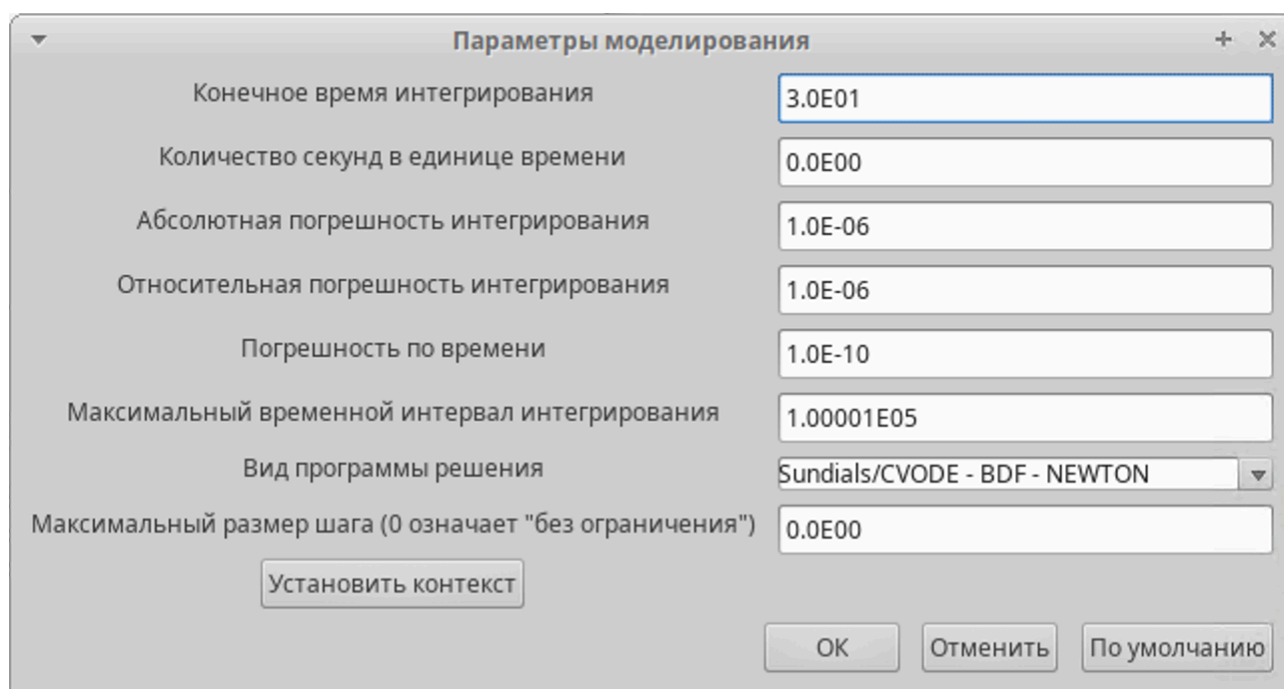 Параметры моделирования
Конечное время интегрирования 3.0E01
Количество секунд в единице времени 0.0E00
Абсолютная погрешность интегрирования 1.0E-06
Относительная погрешность интегрирования 1.0E-06
Погрешность по времени 1.0E-10
Максимальный временной интервал интегрирования 1.00001E05
Вид программы решения Sundials/CVODE - BDF - NEWTON
Максимальный размер шага (0 означает "без ограничения") 0.0E00
Установить контекст
ОК Отменить По умолчанию